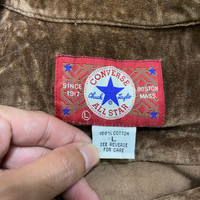 CONVERSE
SINCE
1917
BOSTON
MASS.
Chuck Taylor
ALL STAR
L
100% COTTON
L
SEE REVERSE
FOR CARE